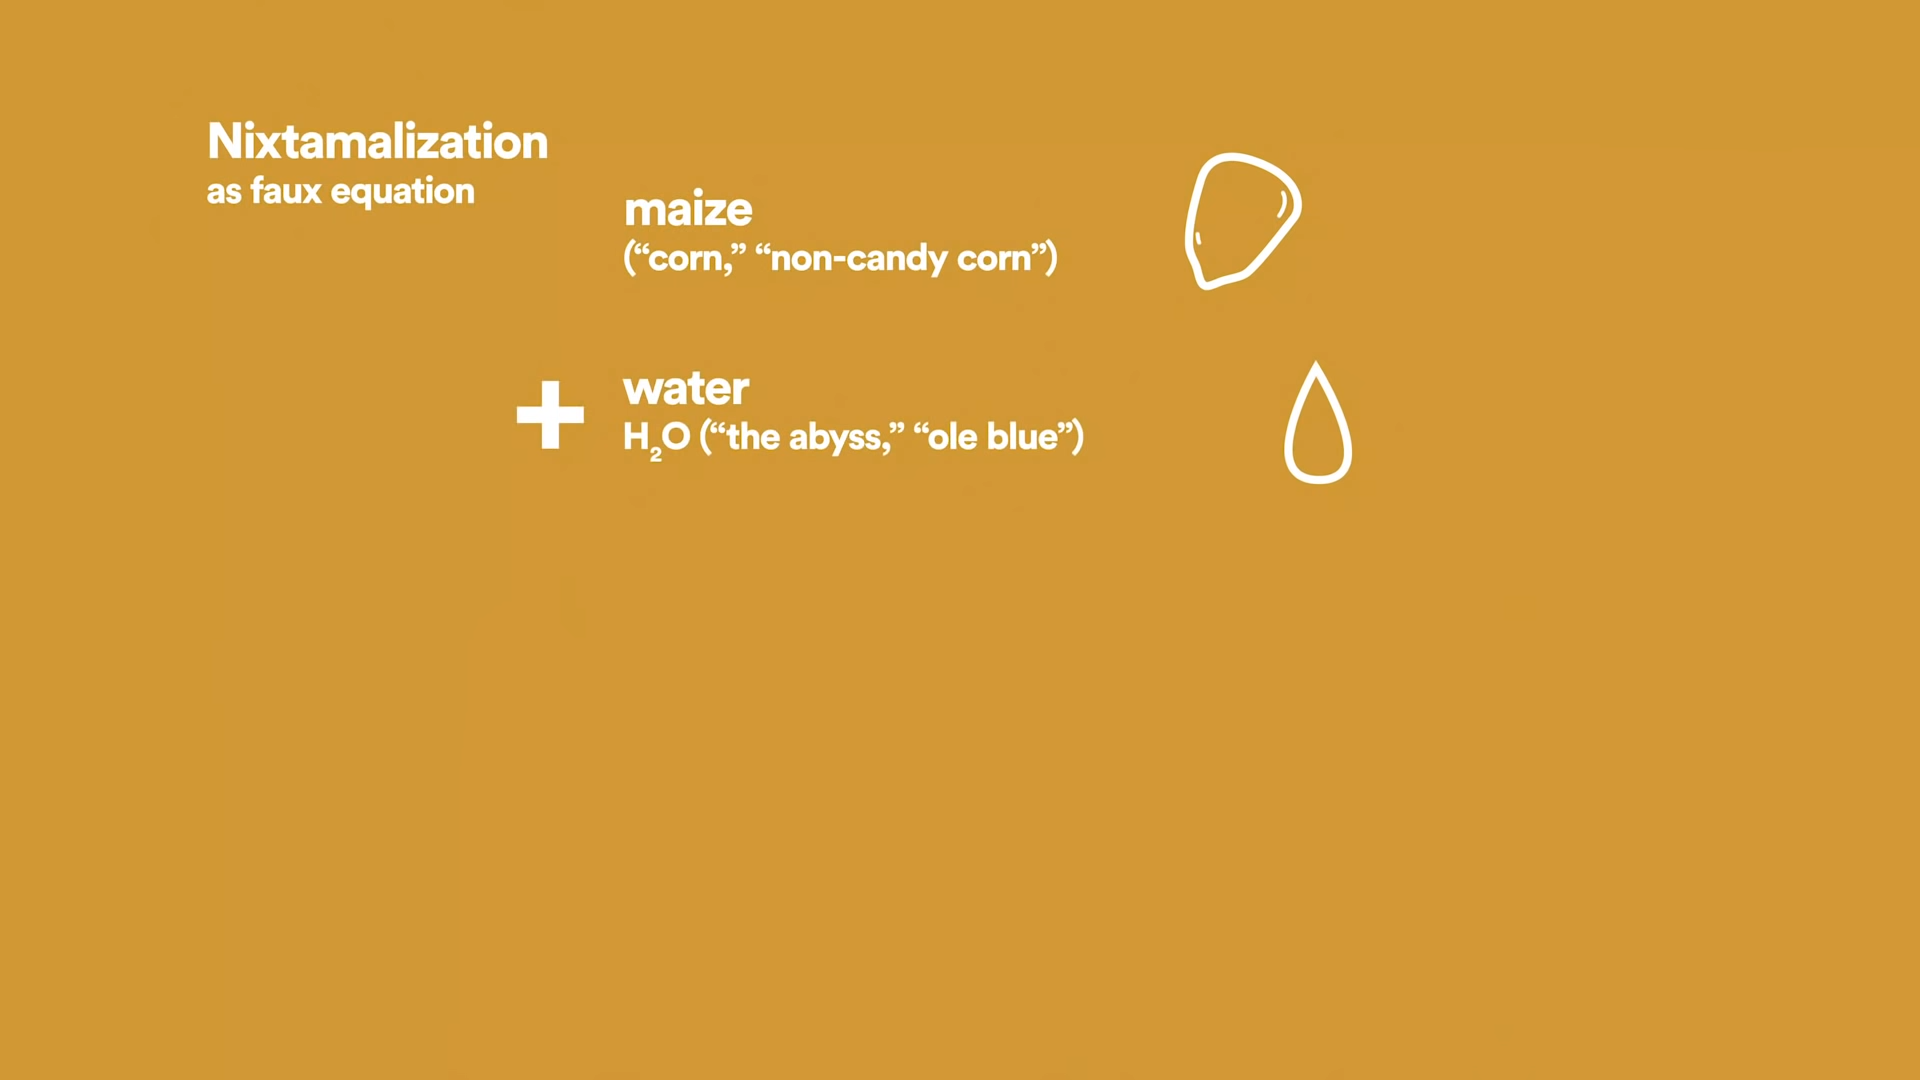 Nixtamalization
as faux equation
maize
(“corn,” “non-candy corn”)
+ water
H₂O (“the abyss,” “ole blue”)